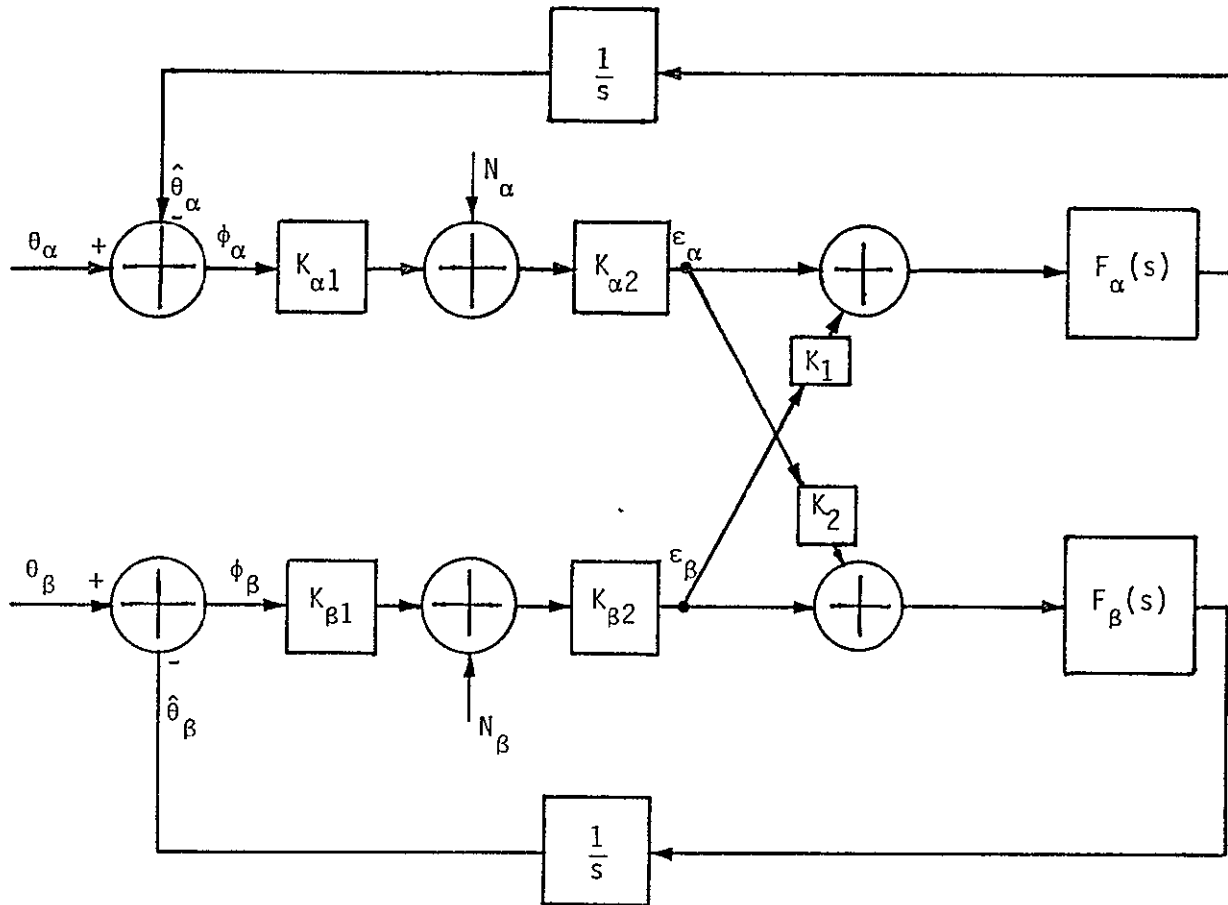 1
s
θ̂α
-
Nα
θα
+
ϕα
Kα1
Kα2
εα
Fα(s)
K1
K2
θβ
+
ϕβ
Kβ1
Kβ2
εβ
Fβ(s)
-
θ̂β
Nβ
1
s